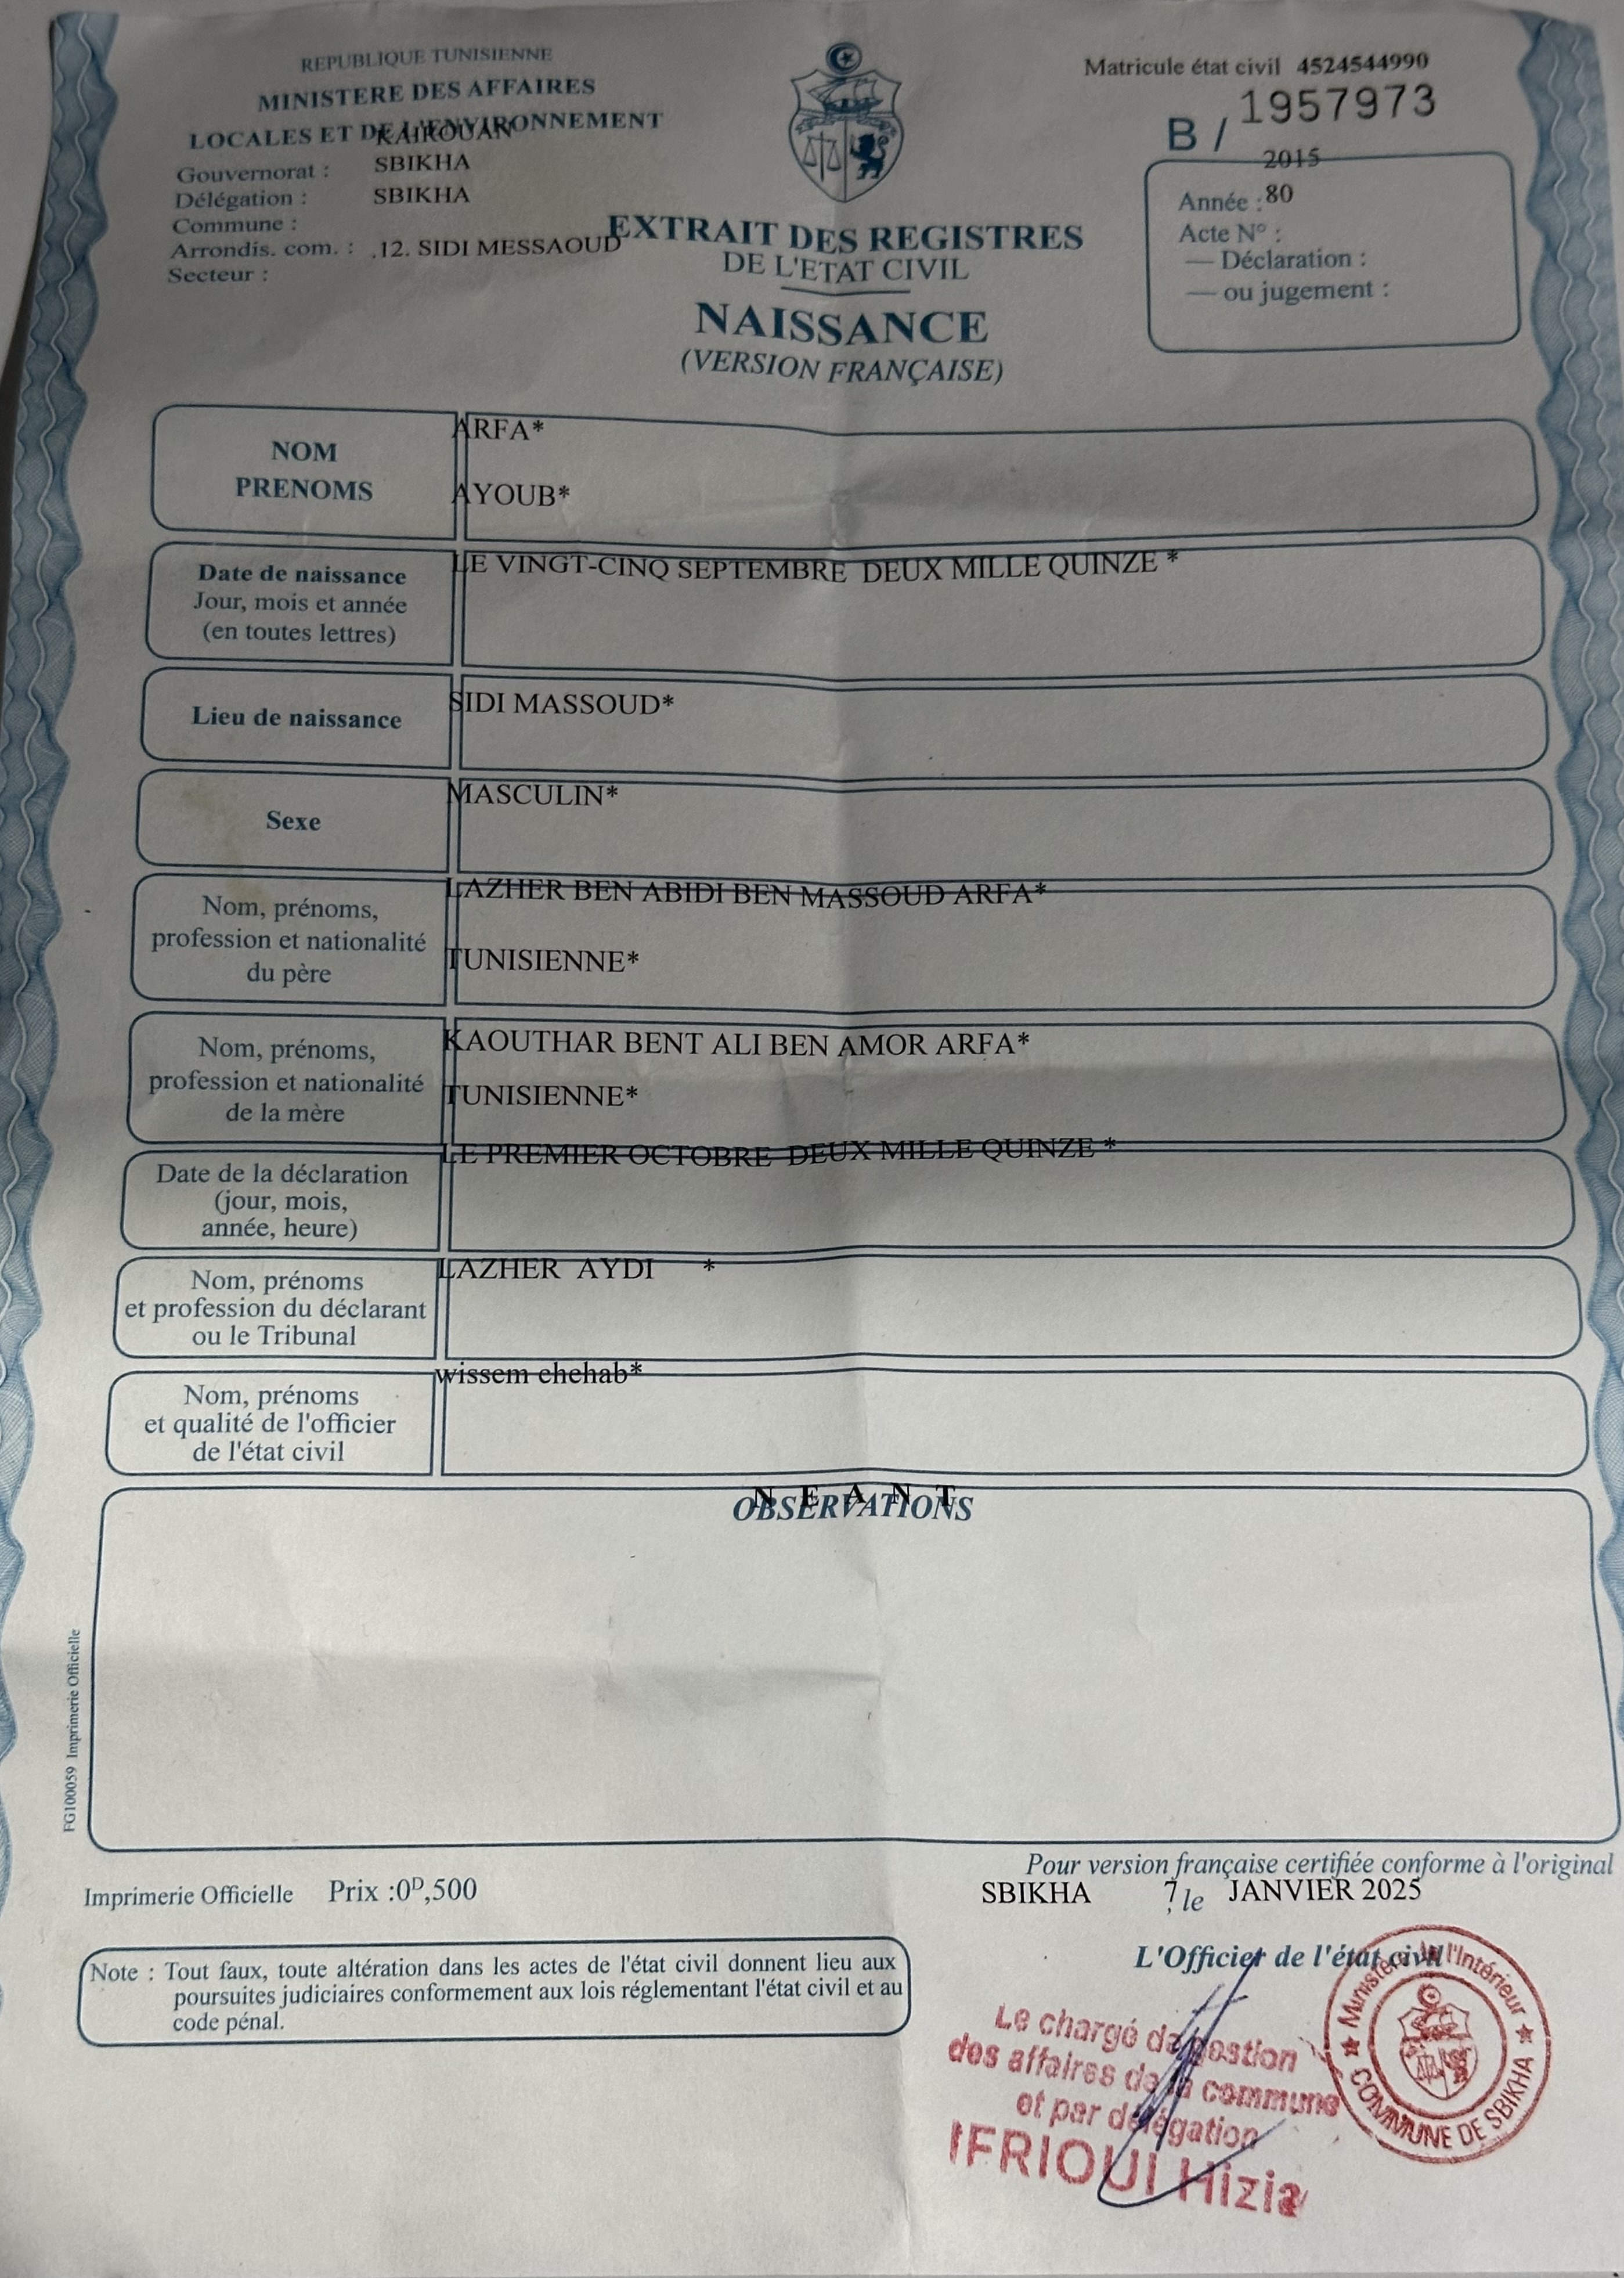 REPUBLIQUE TUNISIENNE
MINISTERE DES AFFAIRES
LOCALES ET DE L'ENVIRONNEMENT
KAIROUAN
Gouvernorat : SBIKHA
Délégation : SBIKHA
Commune :
Arrondis. com. : .12. SIDI MESSAOUD
Secteur :
Matricule état civil 4524544990
B / 1957973
2015
Année : 80
Acte N° :
— Déclaration :
— ou jugement :
EXTRAIT DES REGISTRES
DE L'ETAT CIVIL
NAISSANCE
(VERSION FRANÇAISE)
NOM
PRENOMS
ARFA*
AYOUB*
Date de naissance
Jour, mois et année
(en toutes lettres)
LE VINGT-CINQ SEPTEMBRE DEUX MILLE QUINZE *
Lieu de naissance
SIDI MASSOUD*
Sexe
MASCULIN*
Nom, prénoms,
profession et nationalité
du père
LAZHER BEN ABIDI BEN MASSOUD ARFA*
TUNISIENNE*
Nom, prénoms,
profession et nationalité
de la mère
KAOUTHAR BENT ALI BEN AMOR ARFA*
TUNISIENNE*
Date de la déclaration
(jour, mois,
année, heure)
LE PREMIER OCTOBRE DEUX MILLE QUINZE *
Nom, prénoms
et profession du déclarant
ou le Tribunal
LAZHER AYDI *
Nom, prénoms
et qualité de l'officier
de l'état civil
wissem chehab*
N E A N T
OBSERVATIONS
FG100059 Imprimerie Officielle
Pour version française certifiée conforme à l'original
Imprimerie Officielle Prix :0D,500
SBIKHA 7, le JANVIER 2025
L'Officier de l'état civil
Note : Tout faux, toute altération dans les actes de l'état civil donnent lieu aux
poursuites judiciaires conformement aux lois réglementant l'état civil et au
code pénal.
Le chargé de gestion
des affaires de la commune
et par délégation
IFRIOUI Hizia
Ministère de l'Intérieur
COMMUNE DE SBIKHA